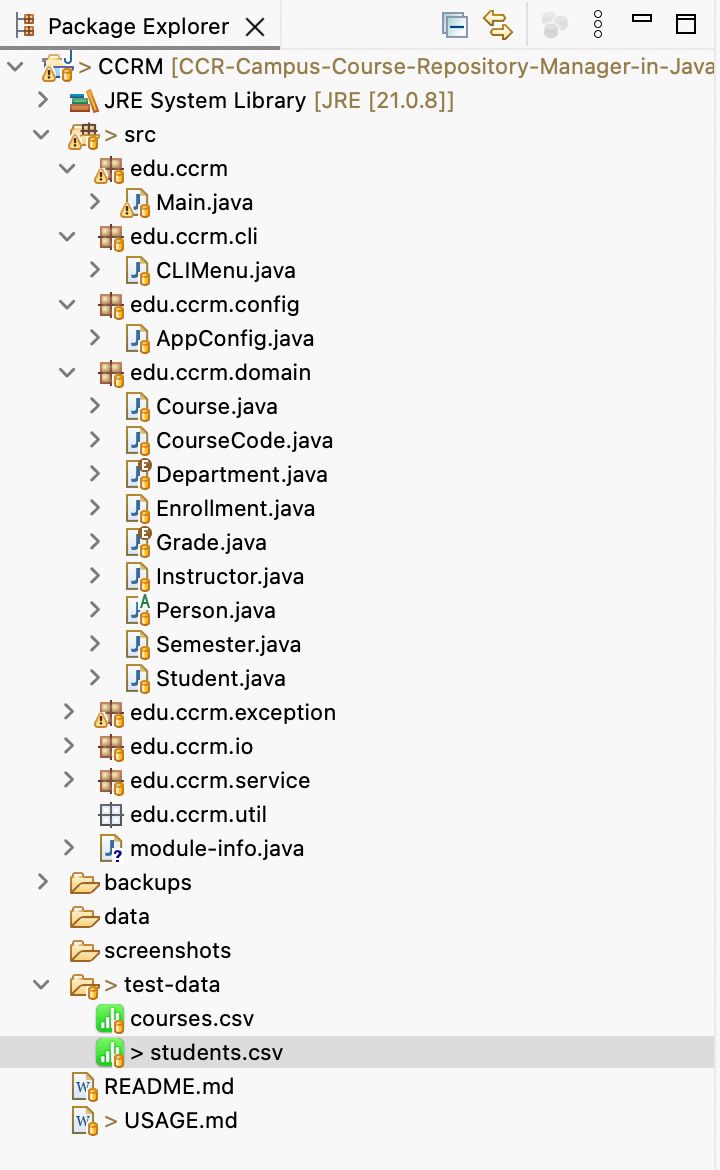 Package Explorer
> CCRM [CCR-Campus-Course-Repository-Manager-in-Java
JRE System Library [JRE [21.0.8]]
> src
edu.ccrm
Main.java
edu.ccrm.cli
CLIMenu.java
edu.ccrm.config
AppConfig.java
edu.ccrm.domain
Course.java
CourseCode.java
Department.java
Enrollment.java
Grade.java
Instructor.java
Person.java
Semester.java
Student.java
edu.ccrm.exception
edu.ccrm.io
edu.ccrm.service
edu.ccrm.util
module-info.java
backups
data
screenshots
> test-data
courses.csv
> students.csv
README.md
> USAGE.md